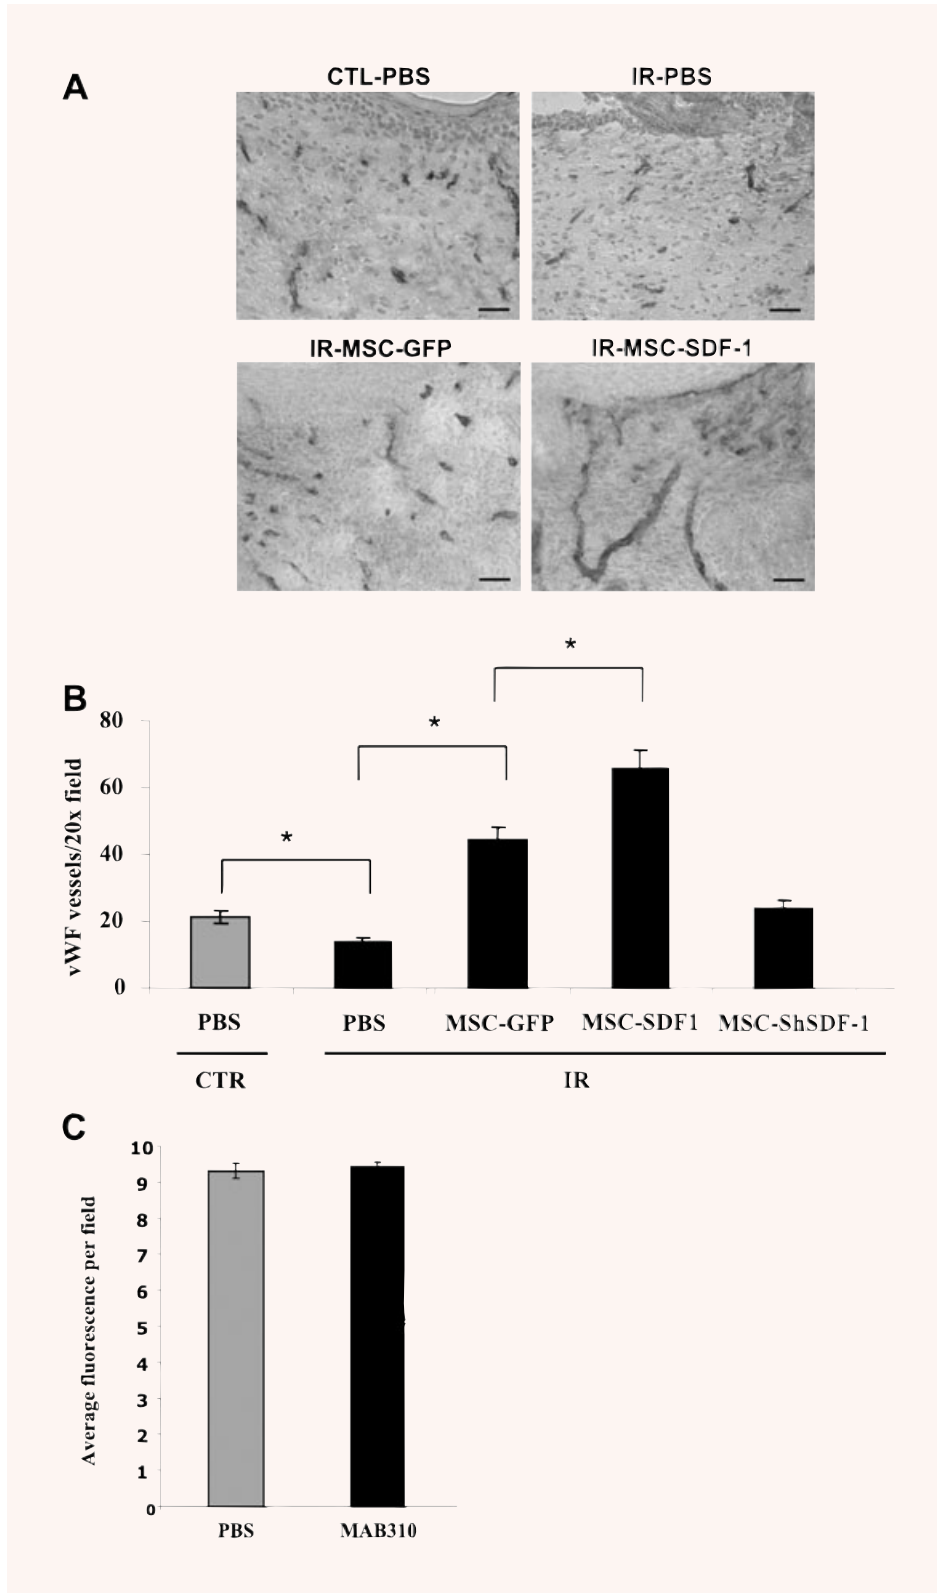 A
CTL-PBS
IR-PBS
IR-MSC-GFP
IR-MSC-SDF-1
B
*
*
*
vWF vessels/20x field
80
60
40
20
0
PBS
PBS
MSC-GFP
MSC-SDF1
MSC-ShSDF-1
CTR
IR
C
Average fluorescence per field
10
9
8
7
6
5
4
3
2
1
0
PBS
MAB310